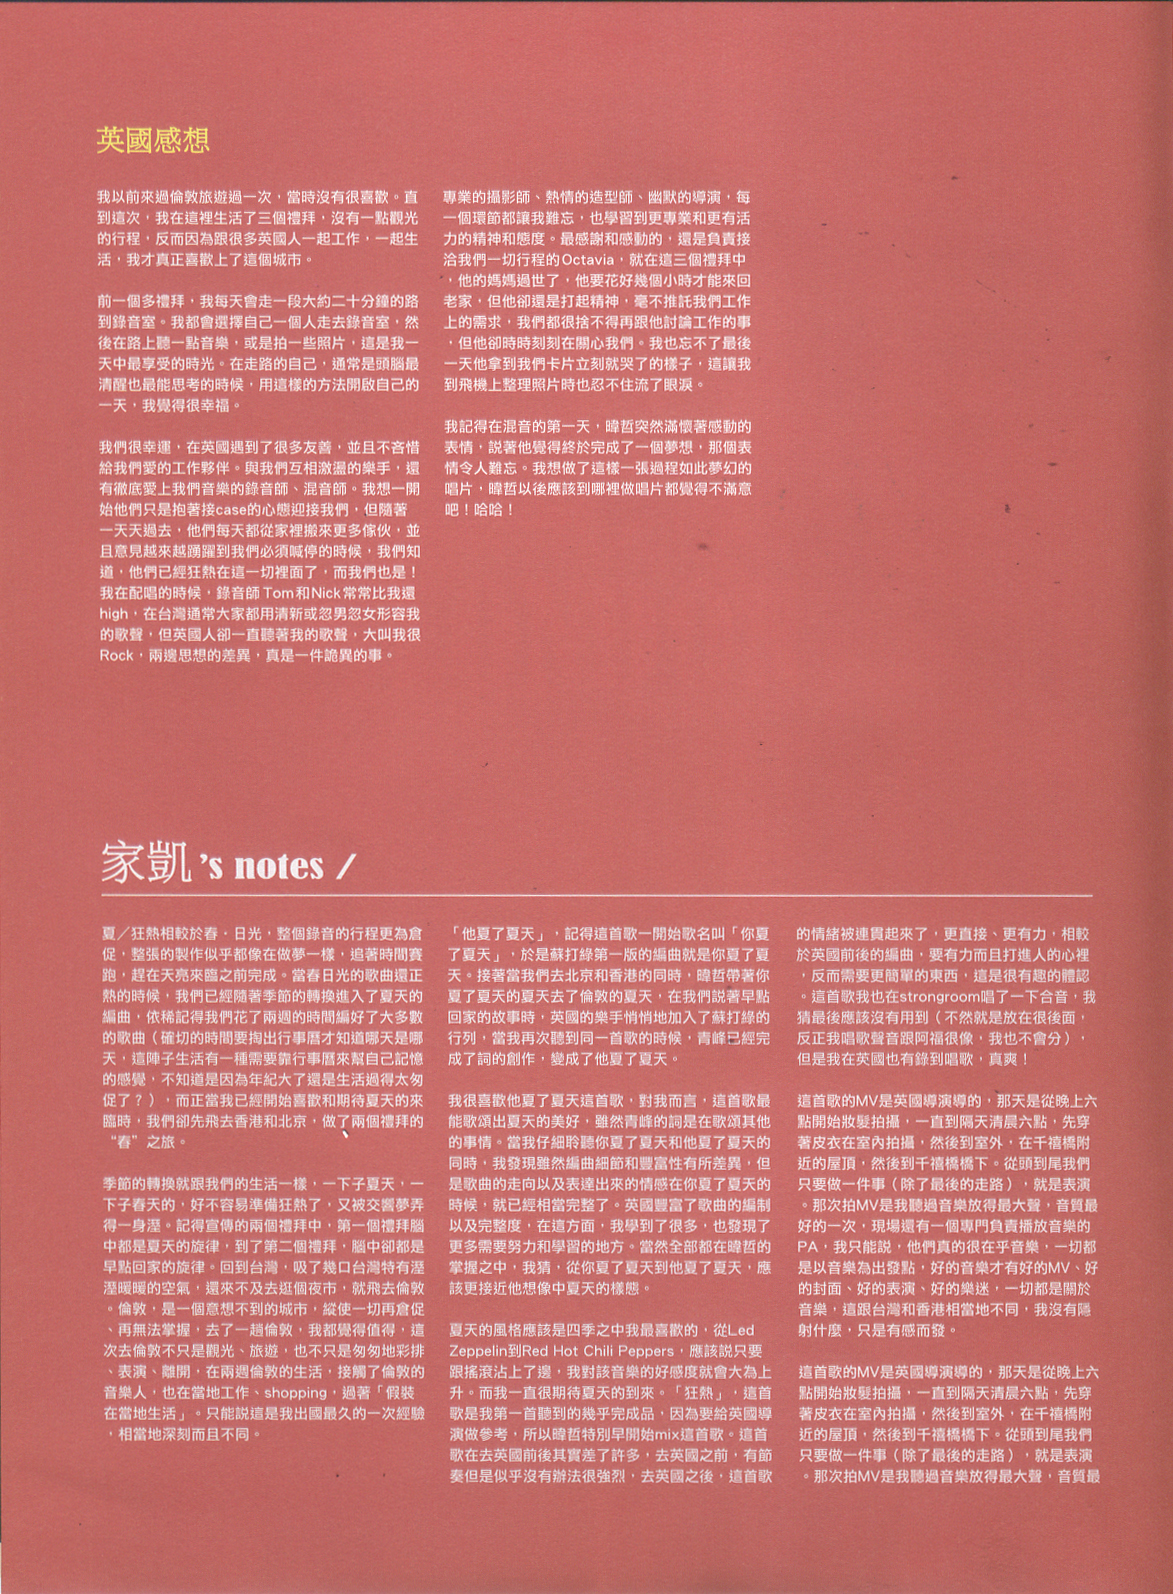 英國感想
我以前來過倫敦旅遊過一次，當時沒有很喜歡。直
到這次，我在這裡生活了三個禮拜，沒有一點觀光
的行程，反而因為跟很多英國人一起工作，一起生
活，我才真正喜歡上了這個城市。
前一個多禮拜，我每天會走一段大約二十分鐘的路
到錄音室。我都會選擇自己一個人走去錄音室，然
後在路上聽一點音樂，或是拍一些照片，這是我一
天中最享受的時光。在走路的自己，通常是頭腦最
清醒也最能思考的時候，用這樣的方法開啟自己的
一天，我覺得很幸福。
我們很幸運，在英國遇到了很多友善，並且不吝惜
給我們愛的工作夥伴。與我們互相激盪的樂手，還
有徹底愛上我們音樂的錄音師、混音師。我想一開
始他們只是抱著接case的心態迎接我們，但隨著
一天天過去，他們每天都從家裡搬來更多傢伙，並
且意見越來越踴躍到我們必須喊停的時候，我們知
道，他們已經狂熱在這一切裡面了，而我們也是！
我在配唱的時候，錄音師Tom和Nick常常比我還
high，在台灣通常大家都用清新或忽男忽女形容我
的歌聲，但英國人卻一直聽著我的歌聲，大叫我很
Rock，兩邊思想的差異，真是一件詭異的事。
專業的攝影師、熱情的造型師、幽默的導演，每
一個環節都讓我難忘，也學習到更專業和更有活
力的精神和態度。最感謝和感動的，還是負責接
洽我們一切行程的Octavia，就在這三個禮拜中
，他的媽媽過世了，他要花好幾個小時才能來回
老家，但他卻還是打起精神，毫不推託我們工作
上的需求，我們都很捨不得再跟他討論工作的事
，但他卻時時刻刻在關心我們。我也忘不了最後
一天他拿到我們卡片立刻就哭了的樣子，這讓我
到飛機上整理照片時也忍不住流了眼淚。
我記得在混音的第一天，暐哲突然滿懷著感動的
表情，説著他覺得終於完成了一個夢想，那個表
情令人難忘。我想做了這樣一張過程如此夢幻的
唱片，暐哲以後應該到哪裡做唱片都覺得不滿意
吧！哈哈！
家凱's notes /
夏／狂熱相較於春．日光，整個錄音的行程更為倉
促，整張的製作似乎都像在做夢一樣，追著時間賽
跑，趕在天亮來臨之前完成。當春日光的歌曲還正
熱的時候，我們已經隨著季節的轉換進入了夏天的
編曲，依稀記得我們花了兩週的時間編好了大多數
的歌曲（確切的時間要掏出行事曆才知道哪天是哪
天，這陣子生活有一種需要靠行事曆來幫自己記憶
的感覺，不知道是因為年紀大了還是生活過得太匆
促了？），而正當我已經開始喜歡和期待夏天的來
臨時，我們卻先飛去香港和北京，做了兩個禮拜的
“春”之旅。
季節的轉換就跟我們的生活一樣，一下子夏天，一
下子春天的，好不容易準備狂熱了，又被交響夢弄
得一身溼。記得宣傳的兩個禮拜中，第一個禮拜腦
中都是夏天的旋律，到了第二個禮拜，腦中卻都是
早點回家的旋律。回到台灣，吸了幾口台灣特有溼
溼暖暖的空氣，還來不及去逛個夜市，就飛去倫敦
。倫敦，是一個意想不到的城市，縱使一切再倉促
、再無法掌握，去了一趟倫敦，我都覺得值得，這
次去倫敦不只是觀光、旅遊，也不只是匆匆地彩排
、表演、離開，在兩週倫敦的生活，接觸了倫敦的
音樂人，也在當地工作、shopping，過著「假裝
在當地生活」。只能説這是我出國最久的一次經驗
，相當地深刻而且不同。
「他夏了夏天」，記得這首歌一開始歌名叫「你夏
了夏天」，於是蘇打綠第一版的編曲就是你夏了夏
天。接著當我們去北京和香港的同時，暐哲帶著你
夏了夏天的夏天去了倫敦的夏天，在我們説著早點
回家的故事時，英國的樂手悄悄地加入了蘇打綠的
行列，當我再次聽到同一首歌的時候，青峰已經完
成了詞的創作，變成了他夏了夏天。
我很喜歡他夏了夏天這首歌，對我而言，這首歌最
能歌頌出夏天的美好，雖然青峰的詞是在歌頌其他
的事情。當我仔細聆聽你夏了夏天和他夏了夏天的
同時，我發現雖然編曲細節和豐富性有所差異，但
是歌曲的走向以及表達出來的情感在你夏了夏天的
時候，就已經相當完整了。英國豐富了歌曲的編制
以及完整度，在這方面，我學到了很多，也發現了
更多需要努力和學習的地方。當然全部都在暐哲的
掌握之中，我猜，從你夏了夏天到他夏了夏天，應
該更接近他想像中夏天的樣態。
夏天的風格應該是四季之中我最喜歡的，從Led
Zeppelin到Red Hot Chili Peppers，應該説只要
跟搖滾沾上了邊，我對該音樂的好感度就會大為上
升。而我一直很期待夏天的到來。「狂熱」，這首
歌是我第一首聽到的幾乎完成品，因為要給英國導
演做參考，所以暐哲特別早開始mix這首歌。這首
歌在去英國前後其實差了許多，去英國之前，有節
奏但是似乎沒有辦法很強烈，去英國之後，這首歌
的情緒被連貫起來了，更直接、更有力，相較
於英國前後的編曲，要有力而且打進人的心裡
，反而需要更簡單的東西，這是很有趣的體認
。這首歌我也在strongroom唱了一下合音，我
猜最後應該沒有用到（不然就是放在很後面，
反正我唱歌聲音跟阿福很像，我也不會分），
但是我在英國也有錄到唱歌，真爽！
這首歌的MV是英國導演導的，那天是從晚上六
點開始妝髮拍攝，一直到隔天清晨六點，先穿
著皮衣在室內拍攝，然後到室外，在千禧橋附
近的屋頂，然後到千禧橋橋下。從頭到尾我們
只要做一件事（除了最後的走路），就是表演
。那次拍MV是我聽過音樂放得最大聲，音質最
好的一次，現場還有一個專門負責播放音樂的
PA，我只能説，他們真的很在乎音樂，一切都
是以音樂為出發點，好的音樂才有好的MV、好
的封面、好的表演、好的樂迷，一切都是關於
音樂，這跟台灣和香港相當地不同，我沒有隱
射什麼，只是有感而發。
這首歌的MV是英國導演導的，那天是從晚上六
點開始妝髮拍攝，一直到隔天清晨六點，先穿
著皮衣在室內拍攝，然後到室外，在千禧橋附
近的屋頂，然後到千禧橋橋下。從頭到尾我們
只要做一件事（除了最後的走路），就是表演
。那次拍MV是我聽過音樂放得最大聲，音質最